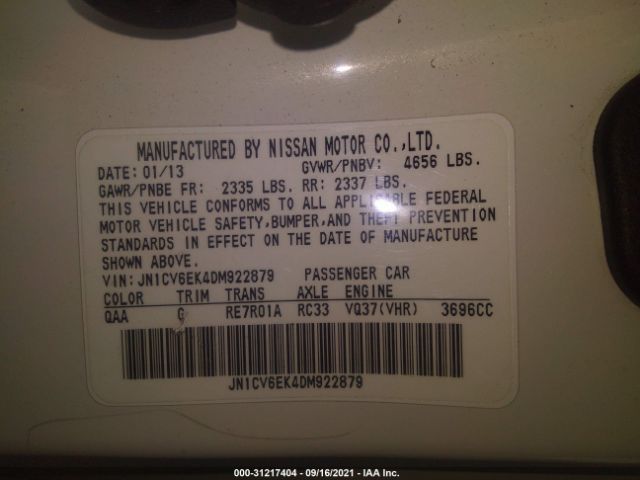 MANUFACTURED BY NISSAN MOTOR CO.,LTD.
DATE: 01/13 GVWR/PNBV: 4656 LBS.
GAWR/PNBE FR: 2335 LBS. RR: 2337 LBS.
THIS VEHICLE CONFORMS TO ALL APPLICABLE FEDERAL
MOTOR VEHICLE SAFETY,BUMPER,AND THEFT PREVENTION
STANDARDS IN EFFECT ON THE DATE OF MANUFACTURE
SHOWN ABOVE.
VIN:JN1CV6EK4DM922879 PASSENGER CAR
COLOR TRIM TRANS AXLE ENGINE
QAA G RE7R01A RC33 VQ37(VHR) 3696CC
JN1CV6EK4DM922879
000-31217404 - 09/16/2021 - IAA Inc.